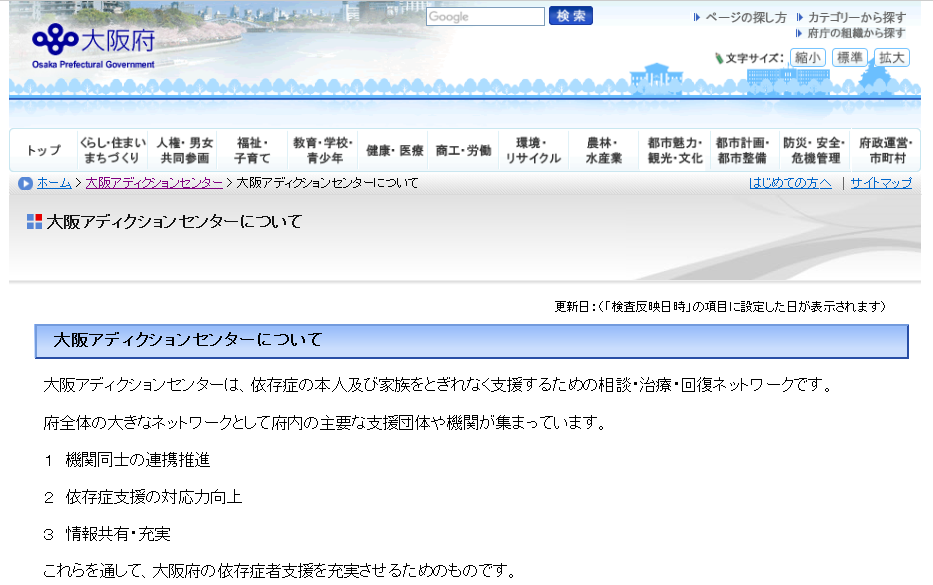 Google
検索
ページの探し方 カテゴリーから探す
府庁の組織から探す
大阪府
Osaka Prefectural Government
文字サイズ: 縮小 標準 拡大
トップ
くらし・住まい
まちづくり
人権・男女
共同参画
福祉・
子育て
教育・学校・
青少年
健康・医療
商工・労働
環境・
リサイクル
農林・
水産業
都市魅力・
観光・文化
都市計画・
都市整備
防災・安全・
危機管理
府政運営・
市町村
ホーム > 大阪アディクションセンター > 大阪アディクションセンターについて
はじめての方へ | サイトマップ
大阪アディクションセンターについて
更新日:(「検査反映日時」の項目に設定した日が表示されます)
大阪アディクションセンターについて
大阪アディクションセンターは、依存症の本人及び家族をとぎれなく支援するための相談・治療・回復ネットワークです。
府全体の大きなネットワークとして府内の主要な支援団体や機関が集まっています。
1 機関同士の連携推進
2 依存症支援の対応力向上
3 情報共有・充実
これらを通して、大阪府の依存症者支援を充実させるためのものです。